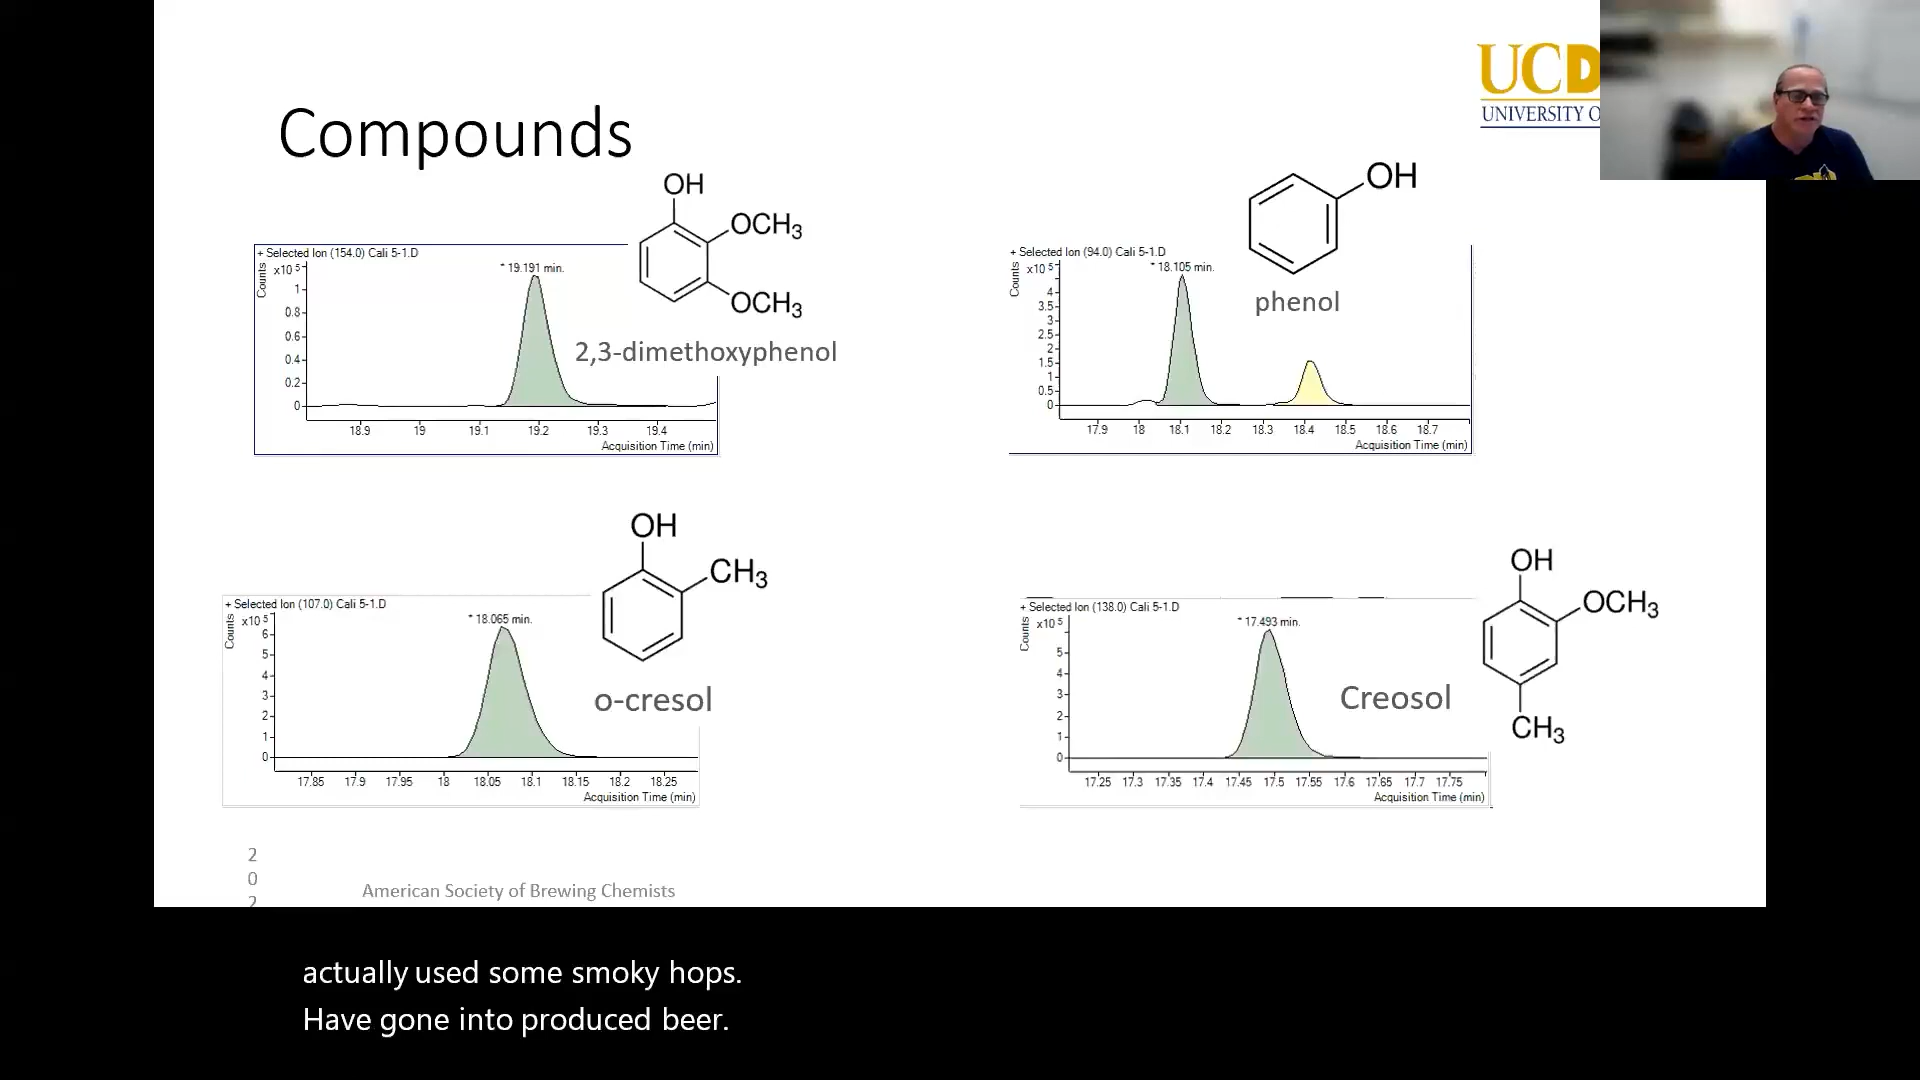 UCD
UNIVERSITY O
Compounds
OH
OCH3
OCH3
2,3-dimethoxyphenol
+ Selected Ion (154.0) Cali 5-1.D
Counts
x10 5
* 19.191 min.
1
0.8
0.6
0.4
0.2
0
18.9 19 19.1 19.2 19.3 19.4
Acquisition Time (min)
OH
phenol
+ Selected Ion (94.0) Cali 5-1.D
Counts
x10 5
* 18.105 min.
4
3.5
3
2.5
2
1.5
1
0.5
0
17.9 18 18.1 18.2 18.3 18.4 18.5 18.6 18.7
Acquisition Time (min)
OH
CH3
o-cresol
+ Selected Ion (107.0) Cali 5-1.D
Counts
x10 5
* 18.065 min.
6
5
4
3
2
1
0
17.85 17.9 17.95 18 18.05 18.1 18.15 18.2 18.25
Acquisition Time (min)
OH
OCH3
CH3
Creosol
+ Selected Ion (138.0) Cali 5-1.D
Counts
x10 5
* 17.493 min.
5
4
3
2
1
0
17.25 17.3 17.35 17.4 17.45 17.5 17.55 17.6 17.65 17.7 17.75
Acquisition Time (min)
2
0
2
American Society of Brewing Chemists
actually used some smoky hops.
Have gone into produced beer.